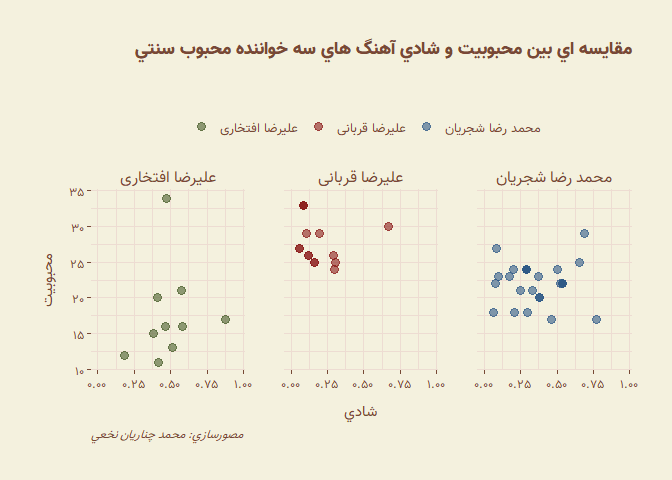 مقايسه اي بين محبوبيت و شادي آهنگ هاي سه خواننده محبوب سنتي
محمد رضا شجریان علیرضا قربانی علیرضا افتخاری
محمد رضا شجریان علیرضا قربانی علیرضا افتخاری
۳۵
۳۰
۲۵
۲۰
۱۵
۱۰
محبوبيت
۰.۰۰ ۰.۲۵ ۰.۵۰ ۰.۷۵ ۱.۰۰ ۰.۰۰ ۰.۲۵ ۰.۵۰ ۰.۷۵ ۱.۰۰ ۰.۰۰ ۰.۲۵ ۰.۵۰ ۰.۷۵ ۱.۰۰
شادي
مصورسازي: محمد چناريان نخعي